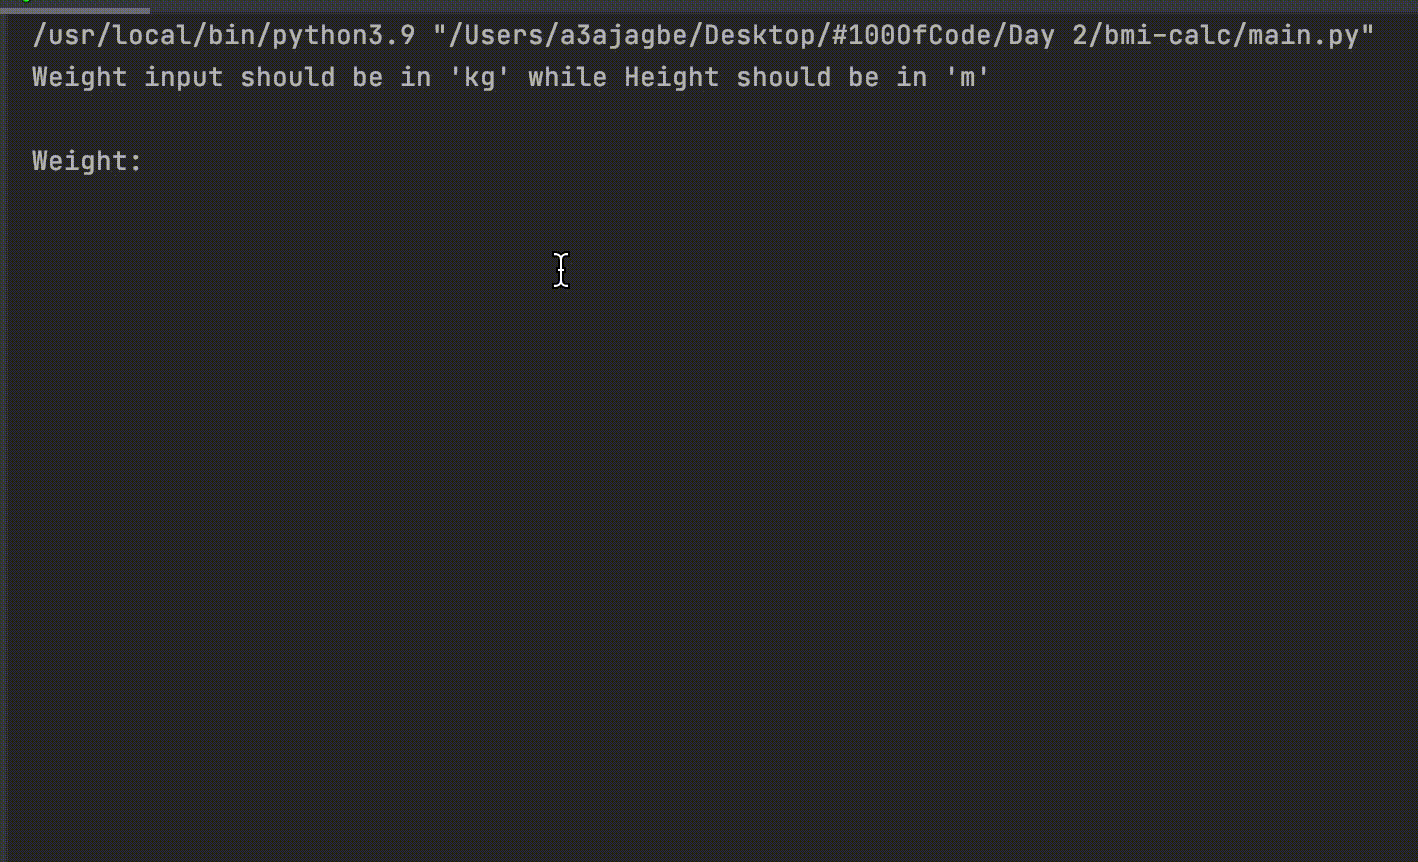 /usr/local/bin/python3.9 "/Users/a3ajagbe/Desktop/#100OfCode/Day 2/bmi-calc/main.py"
Weight input should be in 'kg' while Height should be in 'm'
Weight: